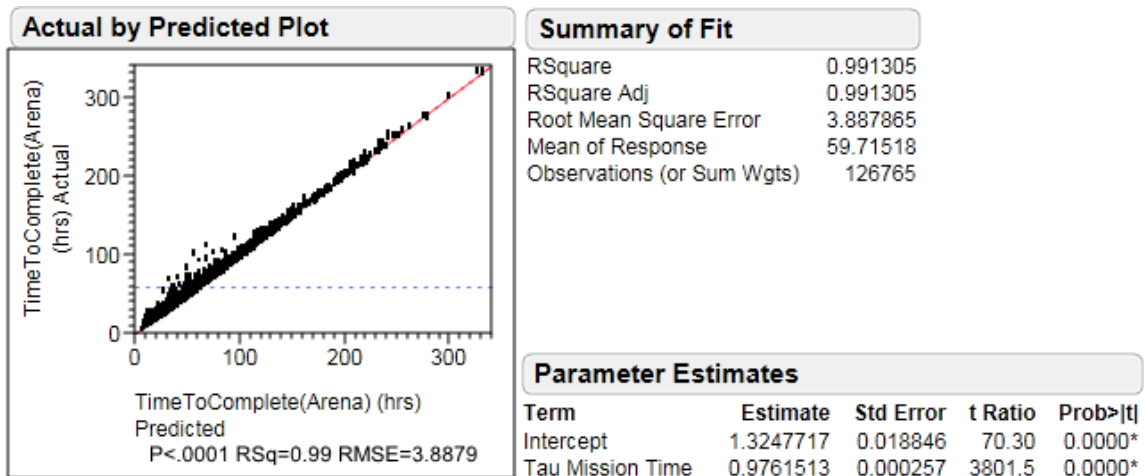 Actual by Predicted Plot
TimeToComplete(Arena)
(hrs) Actual
300
200
100
0
0 100 200 300
TimeToComplete(Arena) (hrs)
Predicted
P<.0001 RSq=0.99 RMSE=3.8879
Summary of Fit
RSquare 0.991305
RSquare Adj 0.991305
Root Mean Square Error 3.887865
Mean of Response 59.71518
Observations (or Sum Wgts) 126765
Parameter Estimates
Term Estimate Std Error t Ratio Prob>|t|
Intercept 1.3247717 0.018846 70.30 0.0000*
Tau Mission Time 0.9761513 0.000257 3801.5 0.0000*